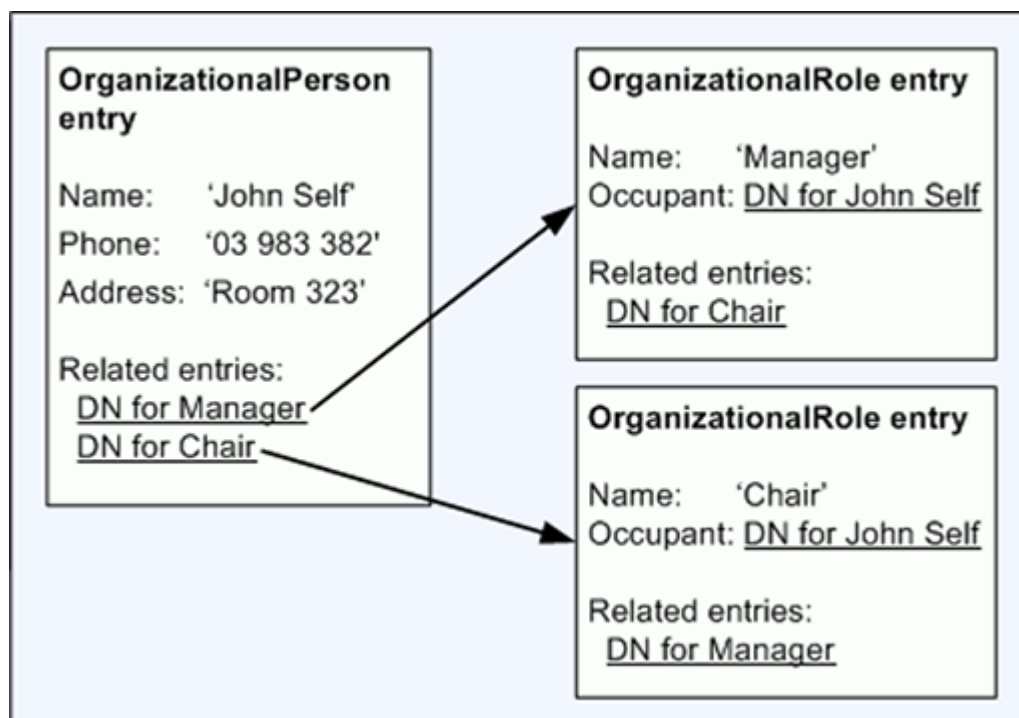 OrganizationalPerson
entry
Name: ‘John Self'
Phone: ‘03 983 382'
Address: ‘Room 323’
Related entries:
DN for Manager
DN for Chair
OrganizationalRole entry
Name: ‘Manager’
Occupant: DN for John Self
Related entries:
DN for Chair
OrganizationalRole entry
Name: ‘Chair’
Occupant: DN for John Self
Related entries:
DN for Manager